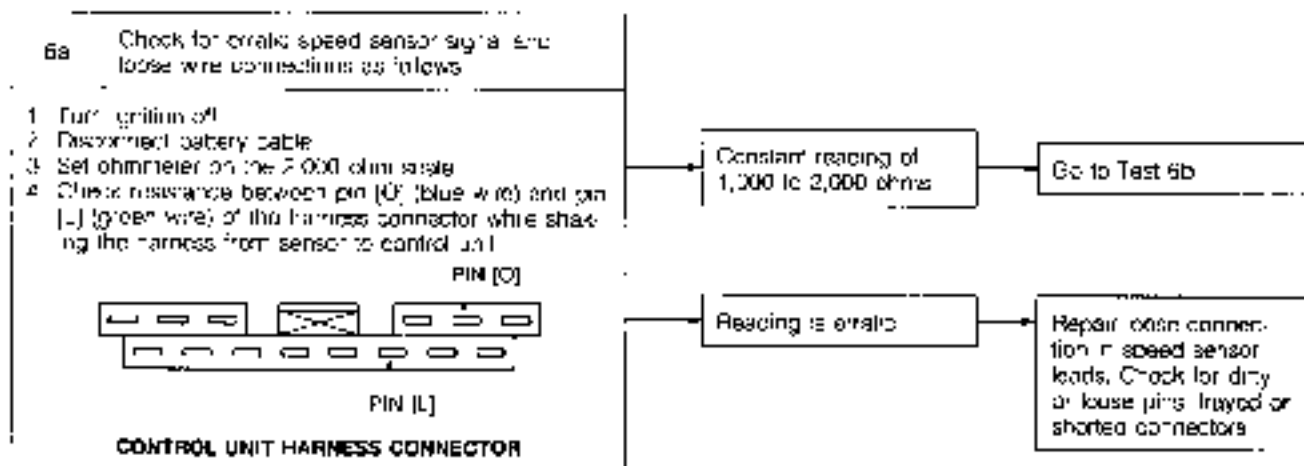 6a
Check for erratic speed sensor signal and
loose wire connections as follows
1 Turn ignition off
2 Disconnect battery cable
3 Set ohmmeter on the 2 000 ohm scale
4 Check resistance between pin [O] (blue wire) and pin
[L] (green wire) of the harness connector while shak-
ing the harness from sensor to control unit
PIN [O]
PIN [L]
CONTROL UNIT HARNESS CONNECTOR
Constant reading of
1,000 to 2,000 ohms
Go to Test 6b
Reading is erratic
Repair loose connec-
tion in speed sensor
leads. Check for dirty
or loose pins frayed or
shorted connectors